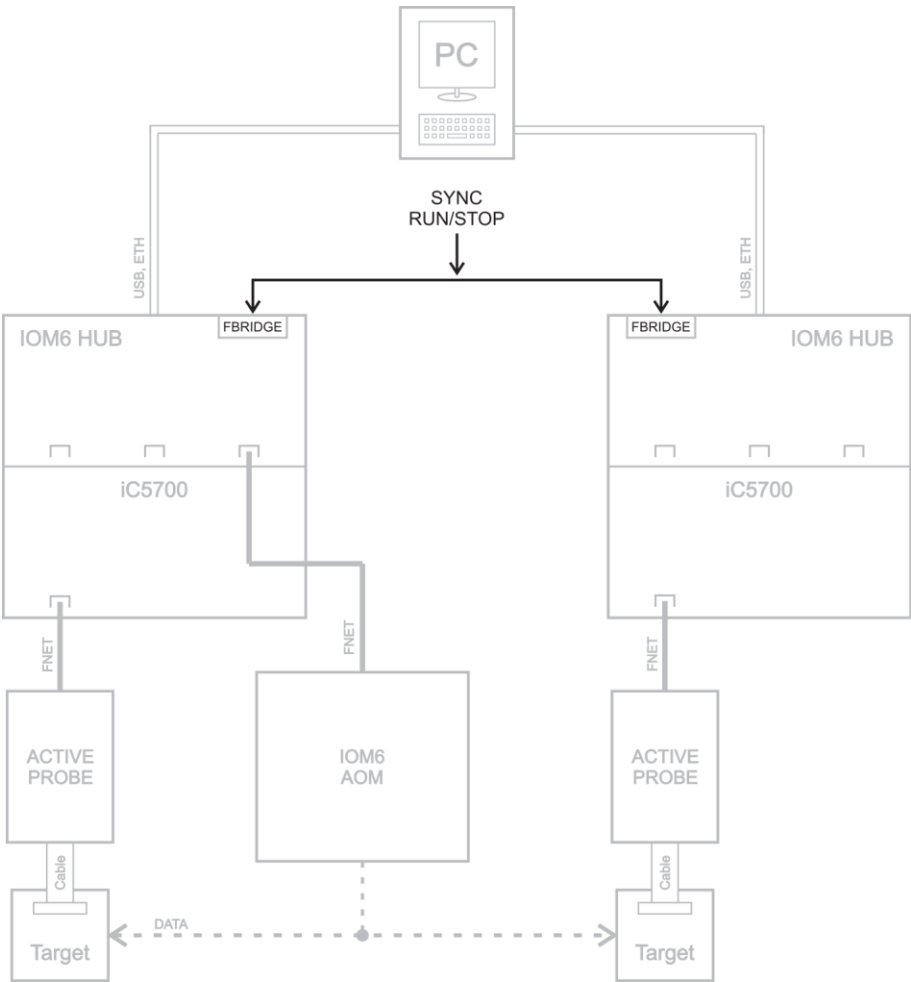 PC
SYNC
RUN/STOP
USB, ETH
USB, ETH
FBRIDGE
FBRIDGE
IOM6 HUB
IOM6 HUB
iC5700
iC5700
FNET
FNET
FNET
ACTIVE
PROBE
IOM6
AOM
ACTIVE
PROBE
Cable
Cable
DATA
Target
Target